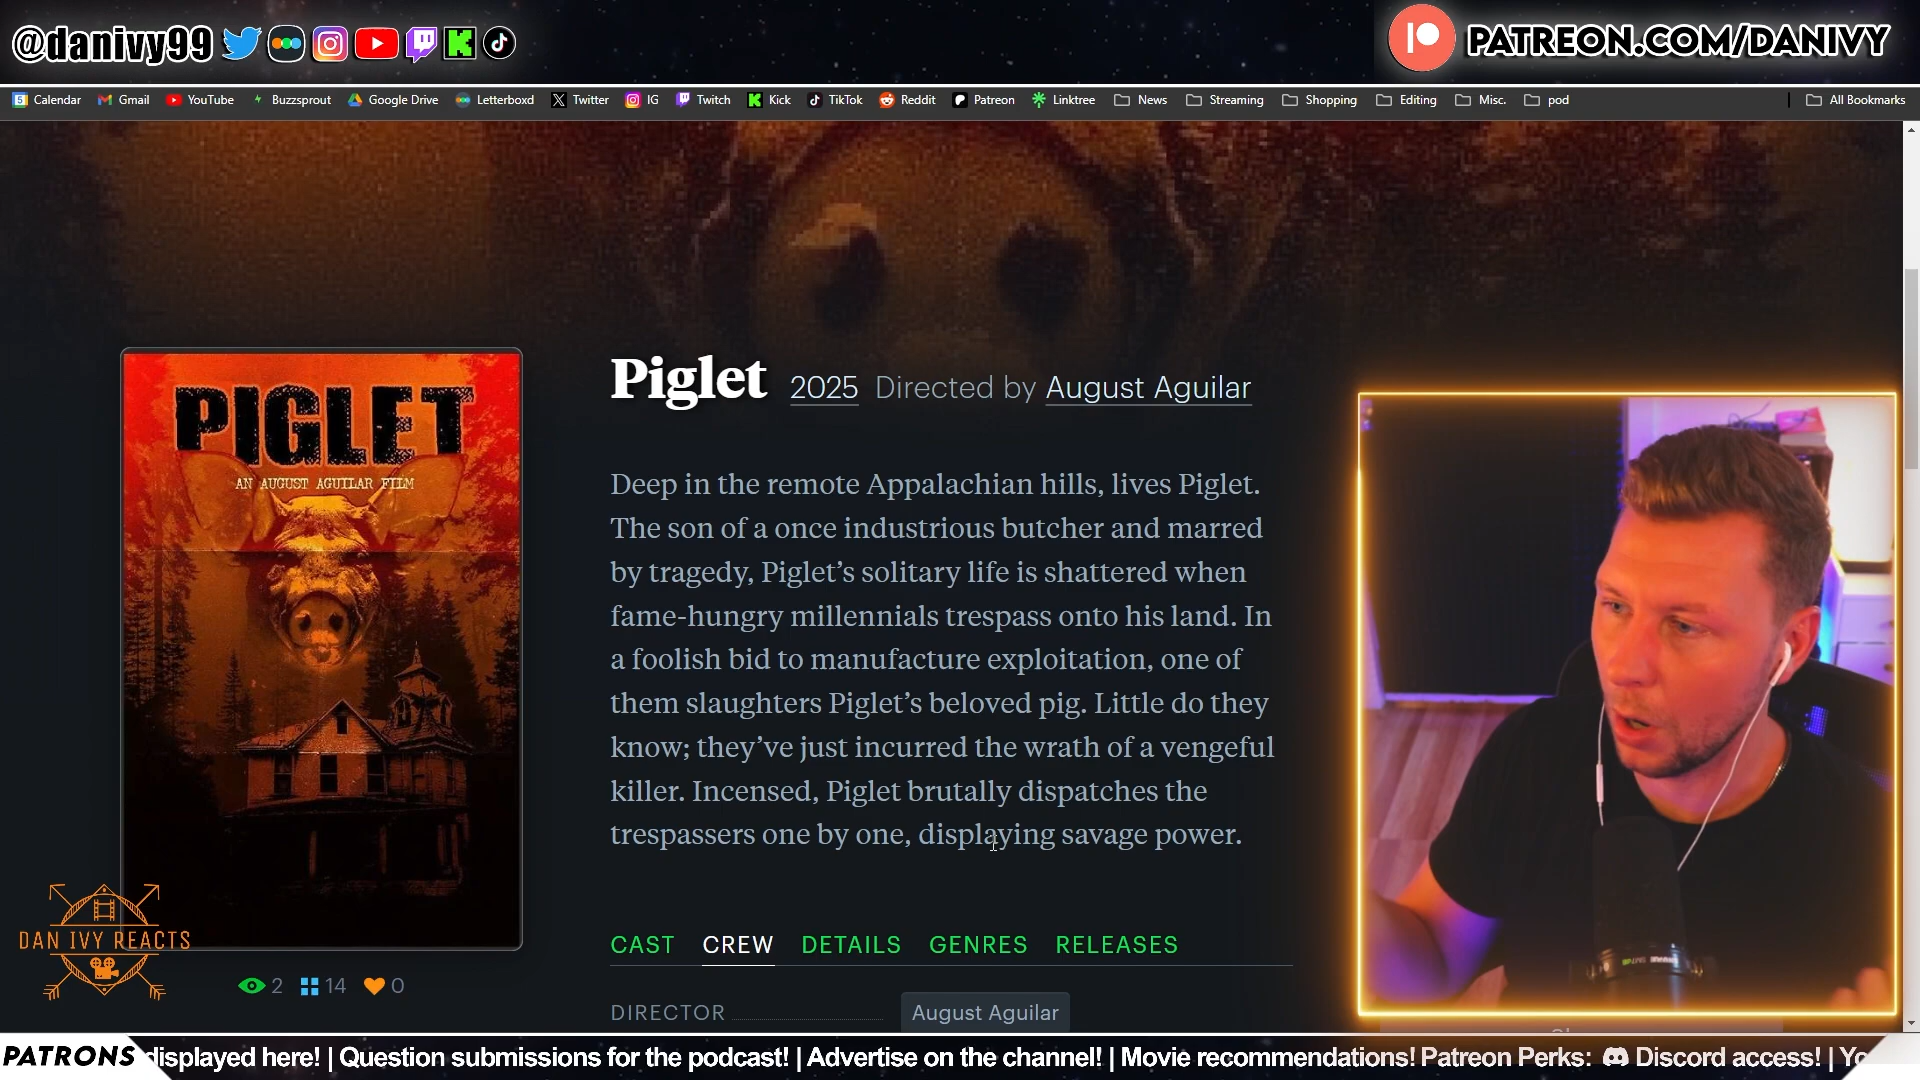 @danivy99
PATREON.COM/DANIVY
Calendar Gmail YouTube Buzzsprout Google Drive Letterboxd Twitter IG Twitch Kick TikTok Reddit Patreon Linktree News Streaming Shopping Editing Misc. pod All Bookmarks
PIGLET
AN AUGUST AGUILAR FILM
Piglet 2025 Directed by August Aguilar
Deep in the remote Appalachian hills, lives Piglet.
The son of a once industrious butcher and marred
by tragedy, Piglet’s solitary life is shattered when
fame-hungry millennials trespass onto his land. In
a foolish bid to manufacture exploitation, one of
them slaughters Piglet’s beloved pig. Little do they
know; they’ve just incurred the wrath of a vengeful
killer. Incensed, Piglet brutally dispatches the
trespassers one by one, displaying savage power.
CAST CREW DETAILS GENRES RELEASES
DIRECTOR August Aguilar
DAN IVY REACTS
2 14 0
PATRONS displayed here! | Question submissions for the podcast! | Advertise on the channel! | Movie recommendations! Patreon Perks: Discord access! |